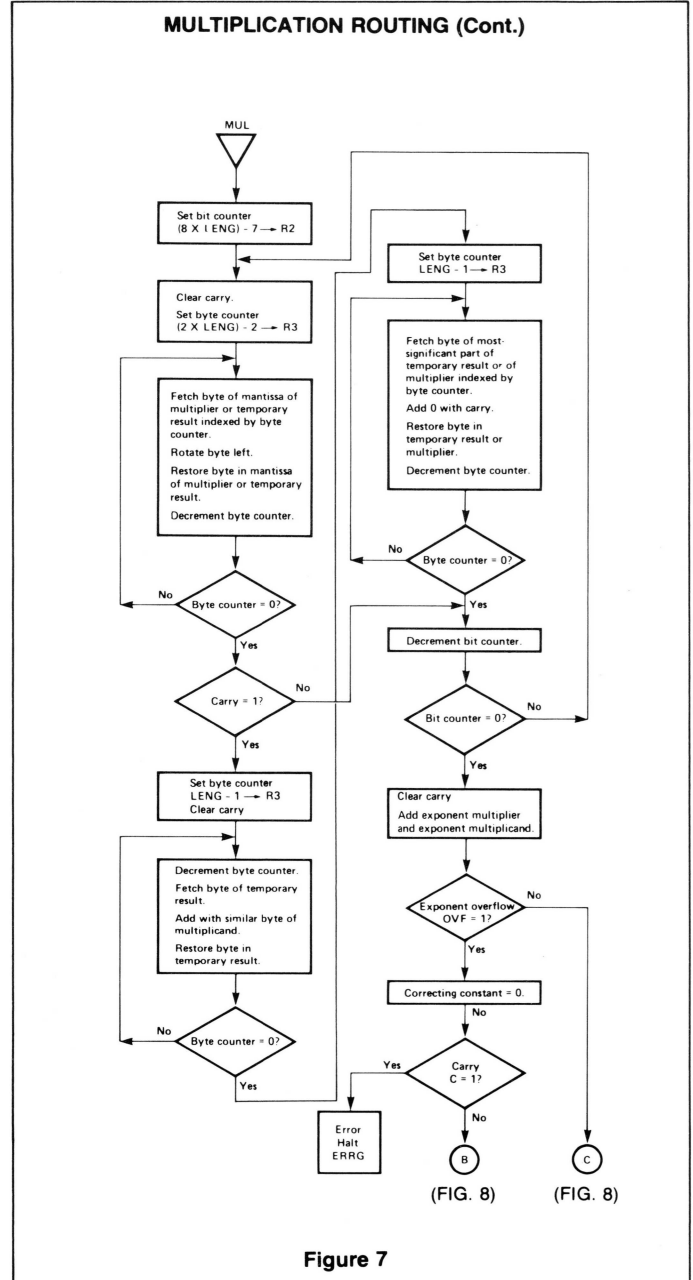 MULTIPLICATION ROUTING (Cont.)
MUL
Set bit counter
(8 X LENG) - 7 → R2
Clear carry.
Set byte counter
(2 X LENG) - 2 → R3
Fetch byte of mantissa of
multiplier or temporary
result indexed by byte
counter.
Rotate byte left.
Restore byte in mantissa
of multiplier or temporary
result.
Decrement byte counter.
No
Byte counter = 0?
Yes
Carry = 1?
No
Yes
Set byte counter
LENG - 1 → R3
Clear carry
Decrement byte counter.
Fetch byte of temporary
result.
Add with similar byte of
multiplicand.
Restore byte in
temporary result.
No
Byte counter = 0?
Yes
Set byte counter
LENG - 1 → R3
Fetch byte of most-
significant part of
temporary result or of
multiplier indexed by
byte counter.
Add 0 with carry.
Restore byte in
temporary result or
multiplier.
Decrement byte counter.
No
Byte counter = 0?
Yes
Decrement bit counter.
No
Bit counter = 0?
Yes
Clear carry
Add exponent multiplier
and exponent multiplicand.
No
Exponent overflow
OVF = 1?
Yes
Correcting constant = 0.
No
Yes
Carry
C = 1?
No
Error
Halt
ERRG
B
C
(FIG. 8)
(FIG. 8)
Figure 7